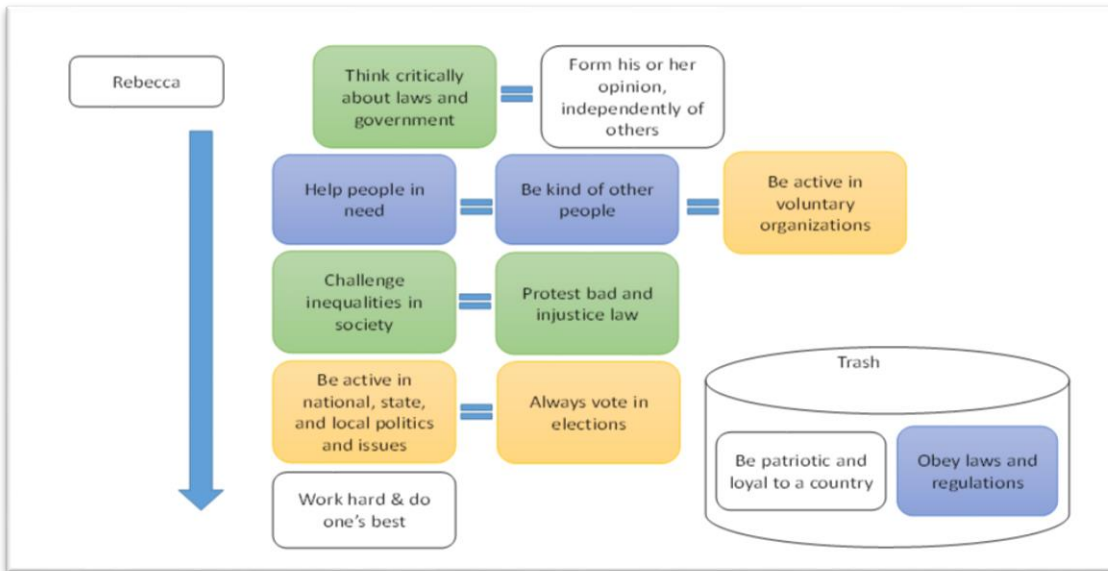 Rebecca
Think critically
about laws and
government
Form his or her
opinion,
independently of
others
Help people in
need
Be kind of other
people
Be active in
voluntary
organizations
Challenge
inequalities in
society
Protest bad and
injustice law
Be active in
national, state,
and local politics
and issues
Always vote in
elections
Work hard & do
one's best
Trash
Be patriotic and
loyal to a country
Obey laws and
regulations